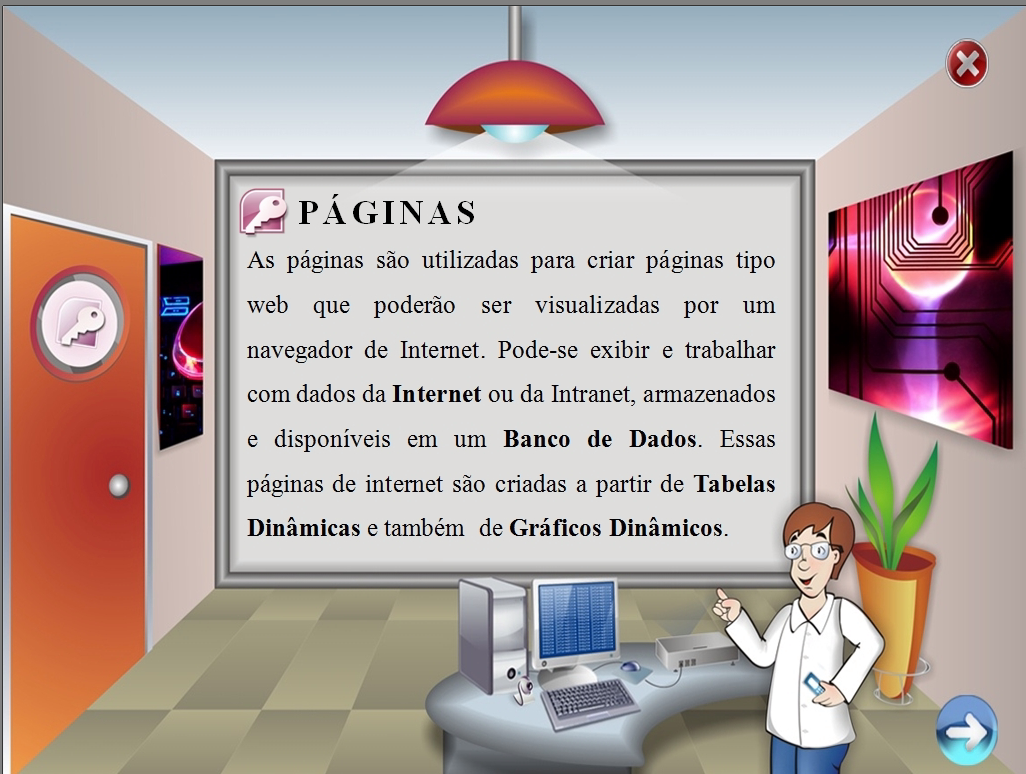 PÁGINAS
As páginas são utilizadas para criar páginas tipo
web que poderão ser visualizadas por um
navegador de Internet. Pode-se exibir e trabalhar
com dados da Internet ou da Intranet, armazenados
e disponíveis em um Banco de Dados. Essas
páginas de internet são criadas a partir de Tabelas
Dinâmicas e também de Gráficos Dinâmicos.